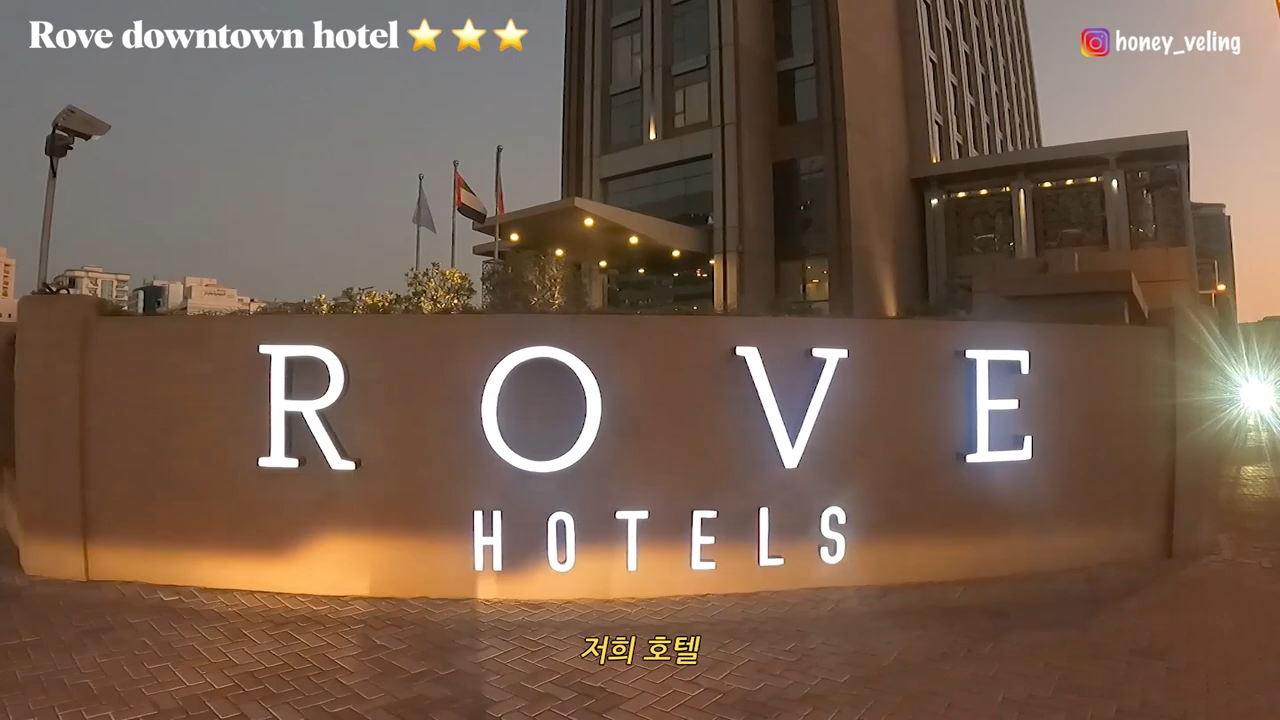 Rove downtown hotel ⭐⭐⭐
honey_veling
ROVE
HOTELS
저희 호텔